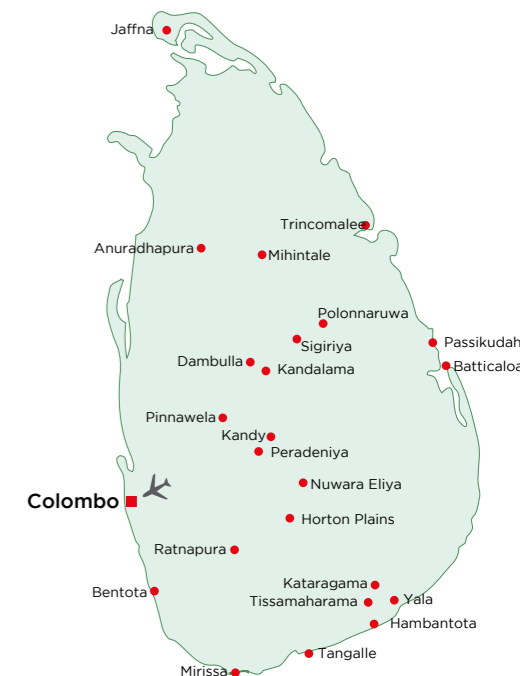 Jaffna
Trincomalee
Anuradhapura
Mihintale
Polonnaruwa
Sigiriya
Passikudah
Dambulla
Kandalama
Batticaloa
Pinnawela
Kandy
Peradeniya
Nuwara Eliya
Colombo
Horton Plains
Ratnapura
Kataragama
Bentota
Tissamaharama
Yala
Hambantota
Tangalle
Mirissa